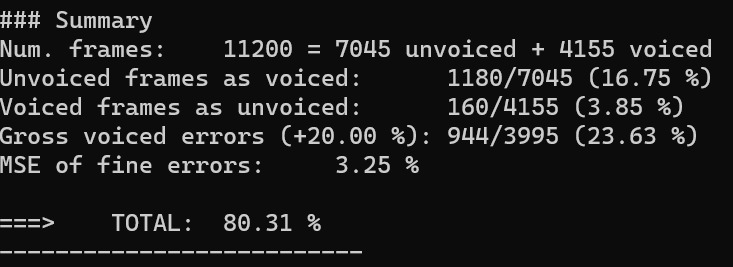 ### Summary
Num. frames:    11200 = 7045 unvoiced + 4155 voiced
Unvoiced frames as voiced:      1180/7045 (16.75 %)
Voiced frames as unvoiced:      160/4155 (3.85 %)
Gross voiced errors (+20.00 %): 944/3995 (23.63 %)
MSE of fine errors:     3.25 %
===>    TOTAL:  80.31 %
--------------------------